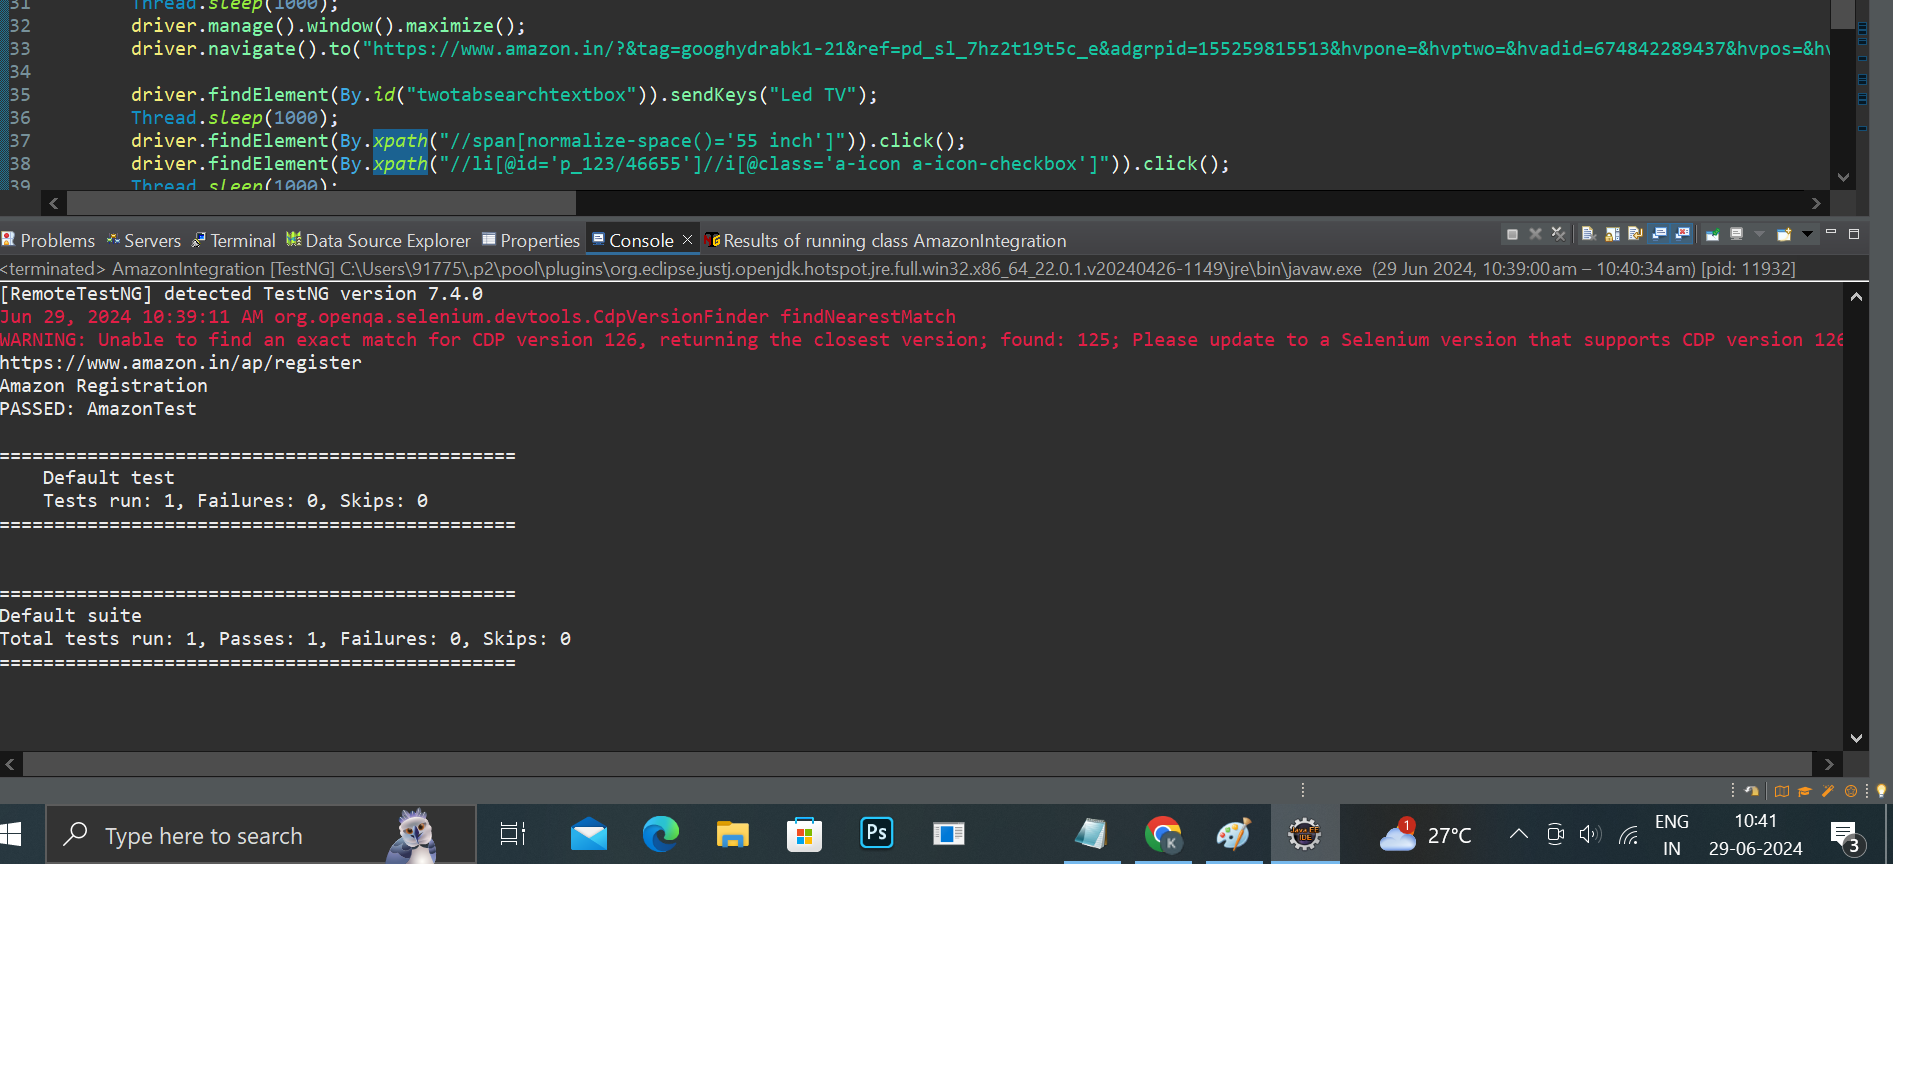 31 Thread.sleep(1000);
32 driver.manage().window().maximize();
33 driver.navigate().to("https://www.amazon.in/?&tag=googhydrabk1-21&ref=pd_sl_7hz2t19t5c_e&adgrpid=155259815513&hvpone=&hvptwo=&hvadid=674842289437&hvpos=&hv
34
35 driver.findElement(By.id("twotabsearchtextbox")).sendKeys("Led TV");
36 Thread.sleep(1000);
37 driver.findElement(By.xpath("//span[normalize-space()='55 inch']")).click();
38 driver.findElement(By.xpath("//li[@id='p_123/46655']//i[@class='a-icon a-icon-checkbox']")).click();
39 Thread.sleep(1000);
Problems Servers Terminal Data Source Explorer Properties Console Results of running class AmazonIntegration
<terminated> AmazonIntegration [TestNG] C:\Users\91775\.p2\pool\plugins\org.eclipse.justj.openjdk.hotspot.jre.full.win32.x86_64_22.0.1.v20240426-1149\jre\bin\javaw.exe (29 Jun 2024, 10:39:00 am – 10:40:34 am) [pid: 11932]
[RemoteTestNG] detected TestNG version 7.4.0
Jun 29, 2024 10:39:11 AM org.openqa.selenium.devtools.CdpVersionFinder findNearestMatch
WARNING: Unable to find an exact match for CDP version 126, returning the closest version; found: 125; Please update to a Selenium version that supports CDP version 126
https://www.amazon.in/ap/register
Amazon Registration
PASSED: AmazonTest
===============================================
Default test
Tests run: 1, Failures: 0, Skips: 0
===============================================
===============================================
Default suite
Total tests run: 1, Passes: 1, Failures: 0, Skips: 0
===============================================
Type here to search
Ps
K
Java EE
IDE
1
27°C
ENG
IN
10:41
29-06-2024
3